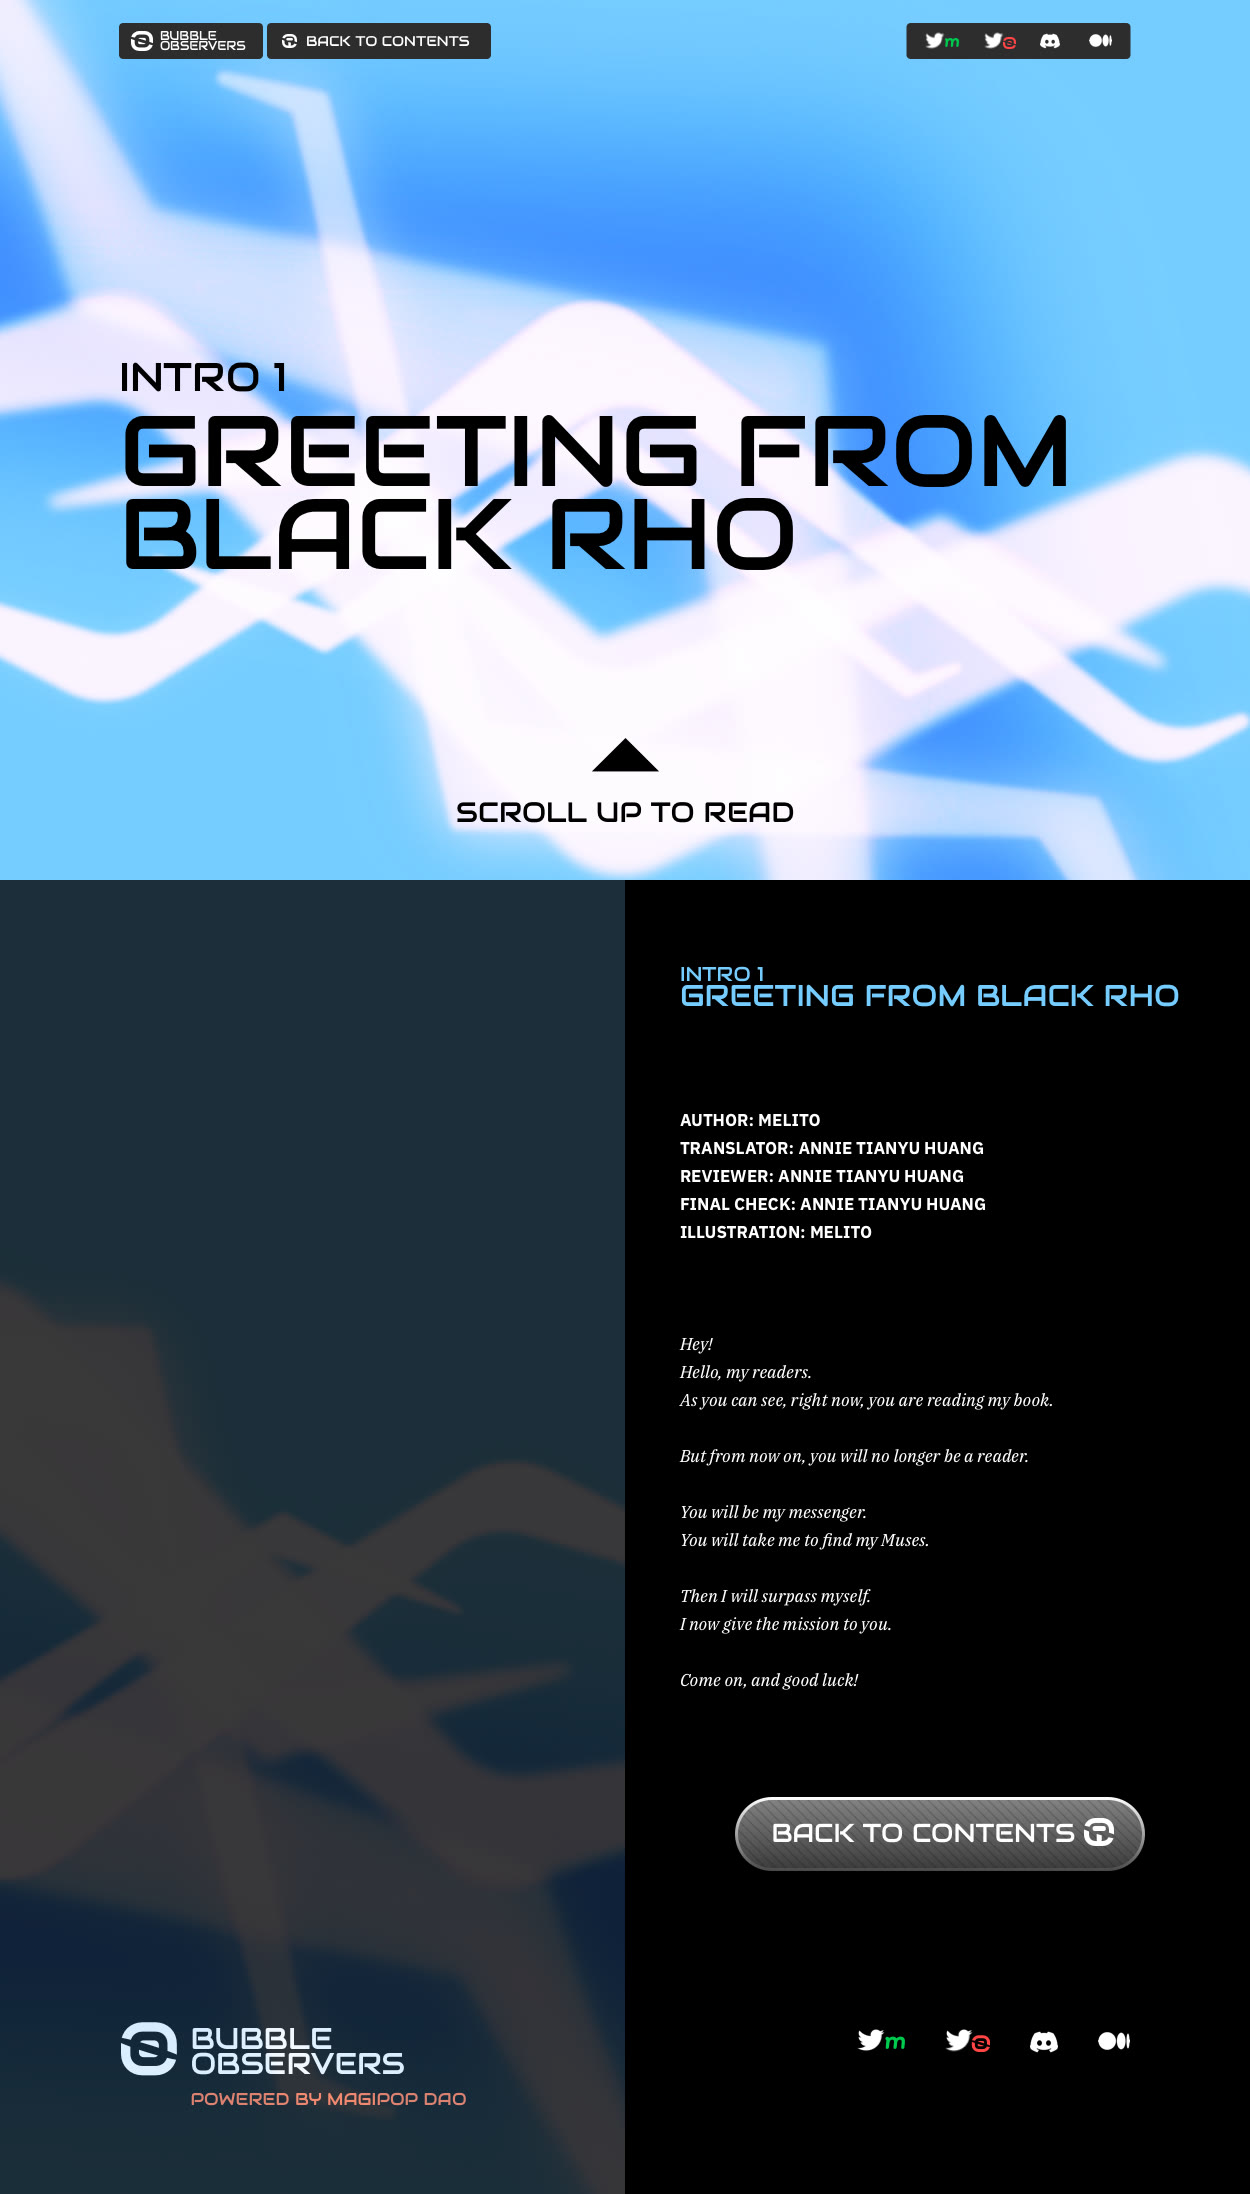 BUBBLE
OBSERVERS
BACK TO CONTENTS
m
INTRO 1
GREETING FROM
BLACK RHO
SCROLL UP TO READ
INTRO 1
GREETING FROM BLACK RHO
AUTHOR: MELITO
TRANSLATOR: ANNIE TIANYU HUANG
REVIEWER: ANNIE TIANYU HUANG
FINAL CHECK: ANNIE TIANYU HUANG
ILLUSTRATION: MELITO
Hey!
Hello, my readers.
As you can see, right now, you are reading my book.
But from now on, you will no longer be a reader.
You will be my messenger.
You will take me to find my Muses.
Then I will surpass myself.
I now give the mission to you.
Come on, and good luck!
BACK TO CONTENTS
BUBBLE
OBSERVERS
POWERED BY MAGIPOP DAO
m